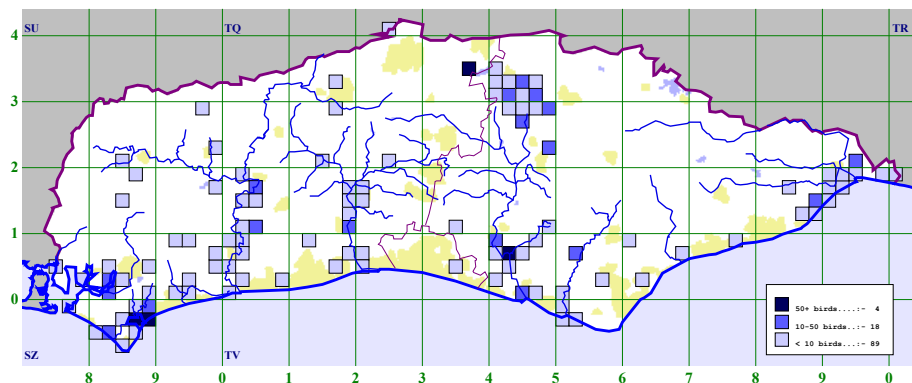 SU TQ TR
4
3
2
1
0
50+ birds....:- 4
10-50 birds..:- 18
< 10 birds...:- 89
SZ TV
8 9 0 1 2 3 4 5 6 7 8 9 0